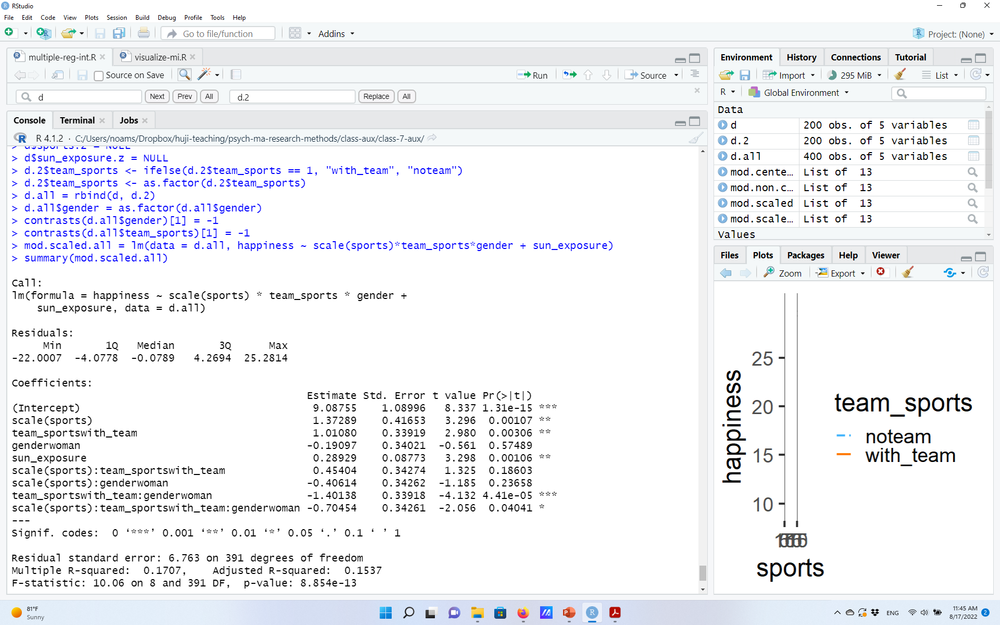 RStudio
File Edit Code View Plots Session Build Debug Profile Tools Help
Go to file/function Addins Project: (None)
multiple-reg-int.R visualize-mi.R
Source on Save Run Source
d Next Prev All d.2 Replace All
Console Terminal Jobs
R 4.1.2 · C:/Users/noams/Dropbox/huji-teaching/psych-ma-research-methods/class-aux/class-7-aux/
> d$sports.z = NULL
> d$sun_exposure.z = NULL
> d.2$team_sports <- ifelse(d.2$team_sports == 1, "with_team", "noteam")
> d.2$team_sports <- as.factor(d.2$team_sports)
> d.all = rbind(d, d.2)
> d.all$gender = as.factor(d.all$gender)
> contrasts(d.all$gender)[1] = -1
> contrasts(d.all$team_sports)[1] = -1
> mod.scaled.all = lm(data = d.all, happiness ~ scale(sports)*team_sports*gender + sun_exposure)
> summary(mod.scaled.all)
Call:
lm(formula = happiness ~ scale(sports) * team_sports * gender +
    sun_exposure, data = d.all)
Residuals:
     Min       1Q   Median       3Q      Max
-22.0007  -4.0778  -0.0789   4.2694  25.2814
Coefficients:
                                               Estimate Std. Error t value Pr(>|t|)
(Intercept)                                     9.08755    1.08996   8.337 1.31e-15 ***
scale(sports)                                   1.37289    0.41653   3.296  0.00107 **
team_sportswith_team                            1.01080    0.33919   2.980  0.00306 **
genderwoman                                    -0.19097    0.34021  -0.561  0.57489
sun_exposure                                    0.28929    0.08773   3.298  0.00106 **
scale(sports):team_sportswith_team              0.45404    0.34274   1.325  0.18603
scale(sports):genderwoman                      -0.40614    0.34262  -1.185  0.23658
team_sportswith_team:genderwoman               -1.40138    0.33918  -4.132 4.41e-05 ***
scale(sports):team_sportswith_team:genderwoman -0.70454    0.34261  -2.056  0.04041 *
---
Signif. codes:  0 ‘***’ 0.001 ‘**’ 0.01 ‘*’ 0.05 ‘.’ 0.1 ‘ ’ 1
Residual standard error: 6.763 on 391 degrees of freedom
Multiple R-squared:  0.1707,    Adjusted R-squared:  0.1537
F-statistic: 10.06 on 8 and 391 DF,  p-value: 8.854e-13
Environment History Connections Tutorial
Import 295 MiB List
R Global Environment
Data
d 200 obs. of 5 variables
d.2 200 obs. of 5 variables
d.all 400 obs. of 5 variables
mod.cente… List of 13
mod.non.c… List of 13
mod.scaled List of 13
mod.scale… List of 13
Values
Files Plots Packages Help Viewer
Zoom Export
happiness
25
20
15
10
sports
team_sports
noteam
with_team
81°F
Sunny
ENG
11:45 AM
8/17/2022
2